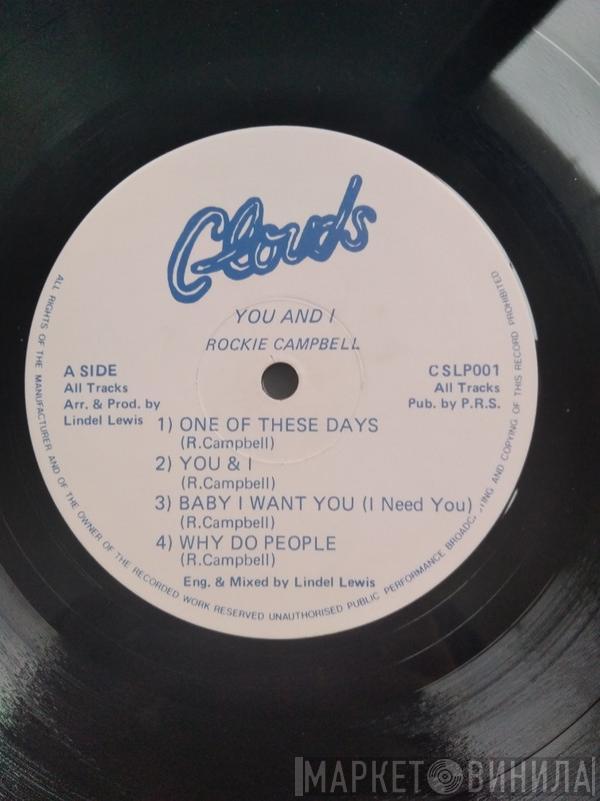 Clouds
YOU AND I
ROCKIE CAMPBELL
A SIDE
All Tracks
Arr. & Prod. by
Lindel Lewis
CSLP001
All Tracks
Pub. by P.R.S.
1) ONE OF THESE DAYS
(R.Campbell)
2) YOU & I
(R.Campbell)
3) BABY I WANT YOU (I Need You)
(R.Campbell)
4) WHY DO PEOPLE
(R.Campbell)
Eng. & Mixed by Lindel Lewis
ALL RIGHTS OF THE MANUFACTURER AND OF THE OWNER OF THE RECORDED WORK RESERVED UNAUTHORISED PUBLIC PERFORMANCE AND COPYING OF THIS RECORD PROHIBITED
МАРКЕТ ВИНИЛА